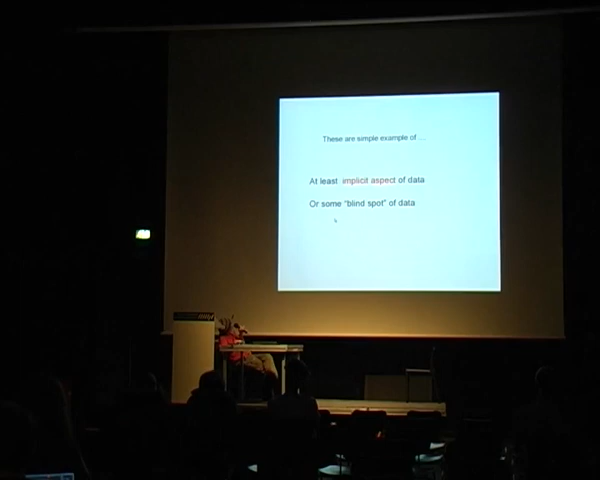 These are simple example of ...
At least implicit aspect of data
Or some "blind spot" of data